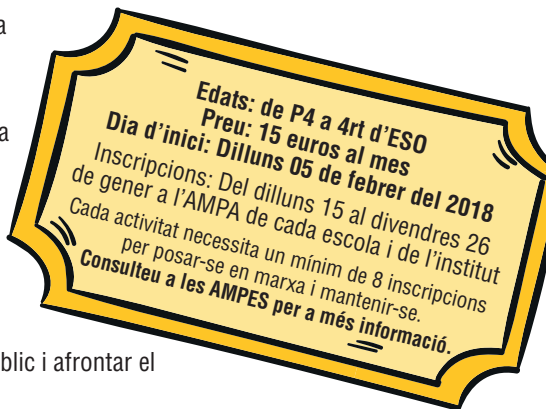 a
a
Edats: de P4 a 4rt d'ESO
Preu: 15 euros al mes
Dia d'inici: Dilluns 05 de febrer del 2018
Inscripcions: Del dilluns 15 al divendres 26
de gener a l'AMPA de cada escola i de l'institut
Cada activitat necessita un mínim de 8 inscripcions
per posar-se en marxa i mantenir-se.
Consulteu a les AMPES per a més informació.
blic i afrontar el